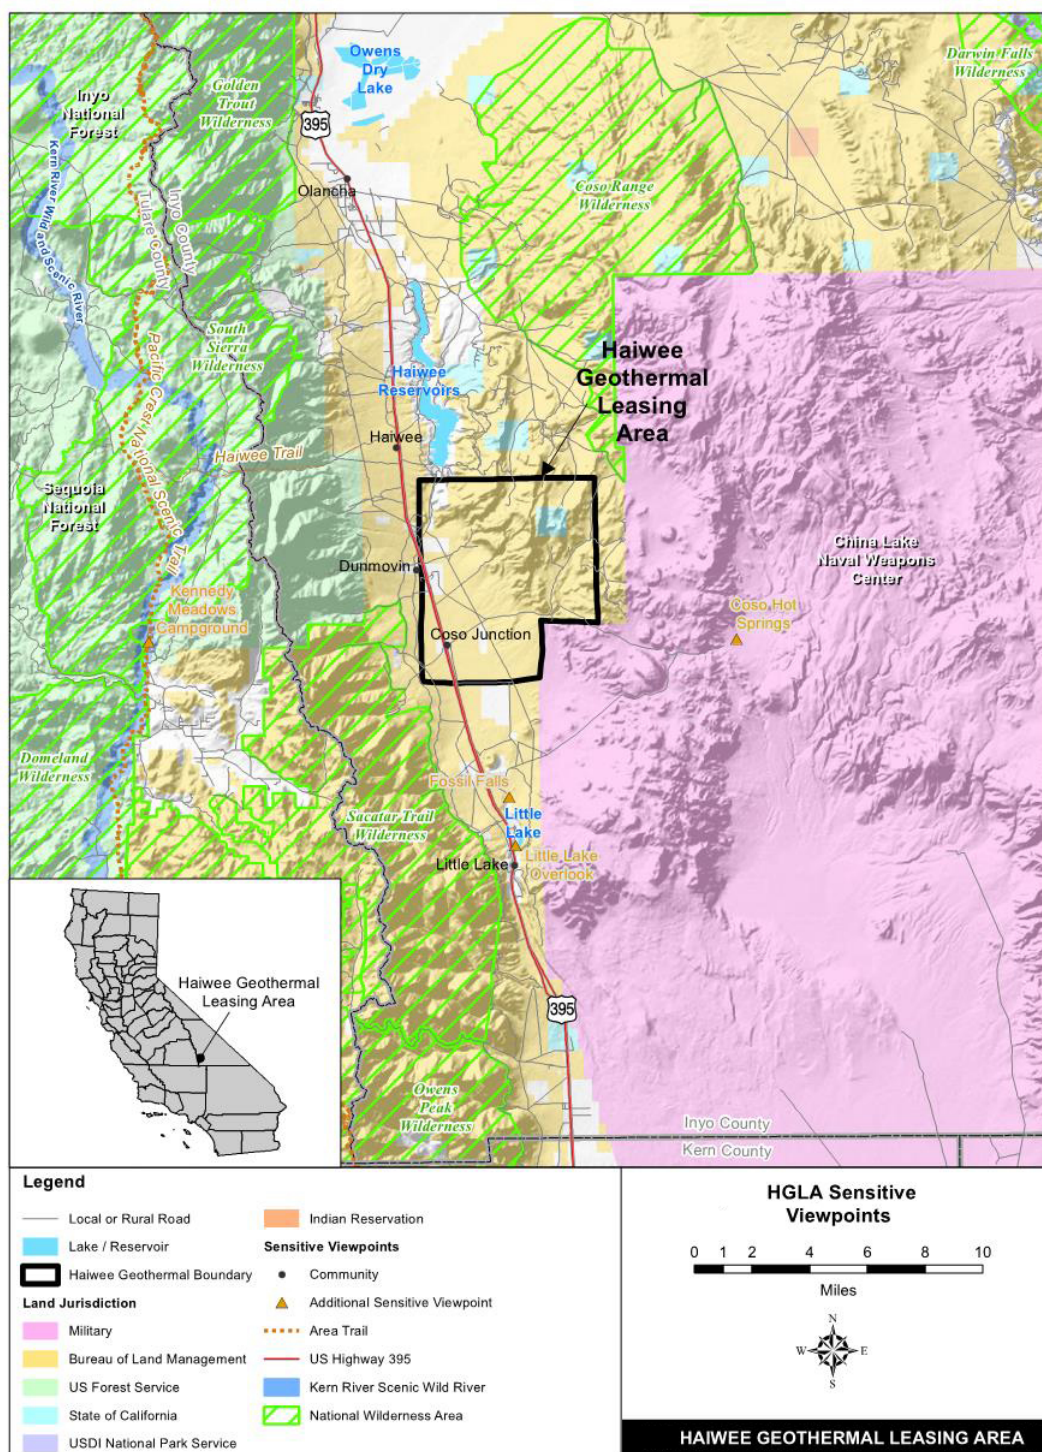 Owens
Dry
Lake
Darwin Falls
Wilderness
Inyo
National
Forest
Golden
Trout
Wilderness
395
Kern River Wild and Scenic River
Olancha
Coso Range
Wilderness
Inyo County
Tulare County
Pacific Crest National Scenic Trail
South
Sierra
Wilderness
Haiwee
Geothermal
Leasing
Area
Haiwee
Reservoirs
Haiwee
Haiwee Trail
Sequoia
National
Forest
China Lake
Naval Weapons
Center
Dunmovin
Kennedy
Meadows
Campground
Coso Hot
Springs
Coso Junction
Domeland
Wilderness
Fossil Falls
Sacatar Trail
Wilderness
Little
Lake
Little Lake
Little Lake
Overlook
Haiwee Geothermal
Leasing Area
395
Owens
Peak
Wilderness
Inyo County
Kern County
Legend
Local or Rural Road
Lake / Reservoir
Haiwee Geothermal Boundary
Land Jurisdiction
Military
Bureau of Land Management
US Forest Service
State of California
USDI National Park Service
Indian Reservation
Sensitive Viewpoints
Community
Additional Sensitive Viewpoint
Area Trail
US Highway 395
Kern River Scenic Wild River
National Wilderness Area
HGLA Sensitive
Viewpoints
0 1 2 4 6 8 10
Miles
N
W E
S
HAIWEE GEOTHERMAL LEASING AREA